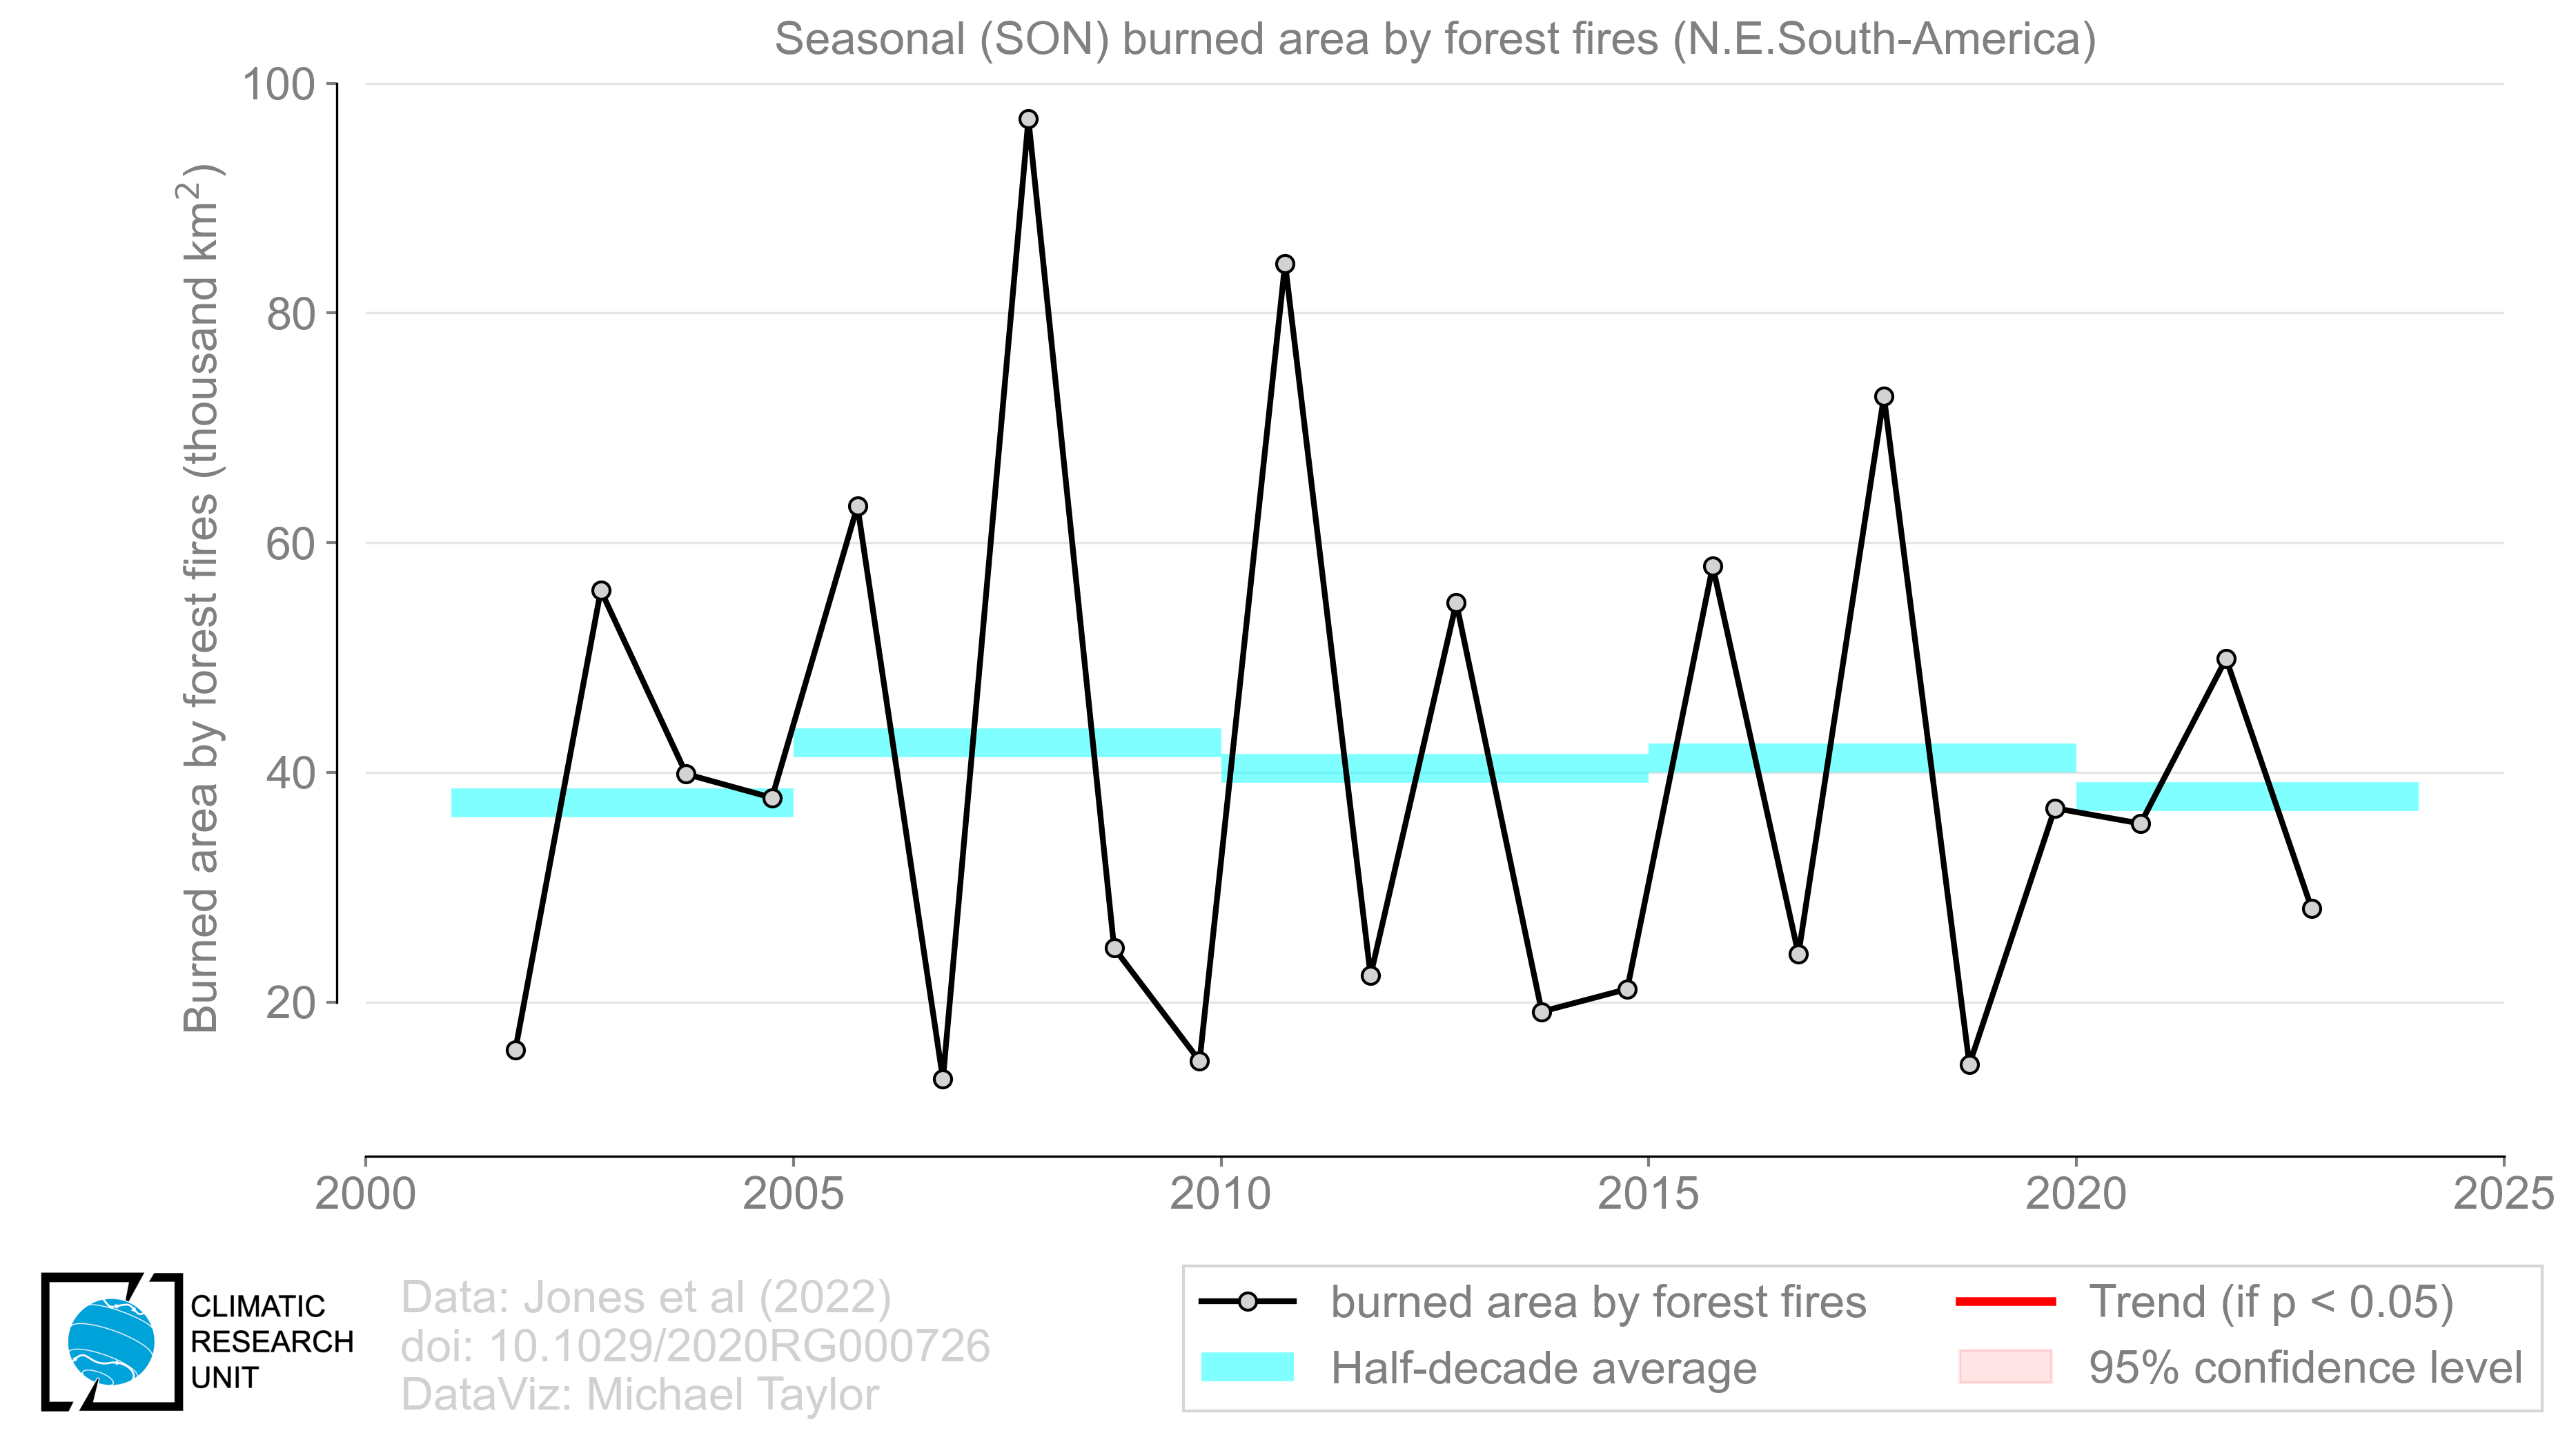 Seasonal (SON) burned area by forest fires (N.E.South-America)
Burned area by forest fires (thousand km²)
100
80
60
40
20
2000 2005 2010 2015 2020 2025
CLIMATIC
RESEARCH
UNIT
Data: Jones et al (2022)
doi: 10.1029/2020RG000726
DataViz: Michael Taylor
burned area by forest fires
Half-decade average
Trend (if p < 0.05)
95% confidence level